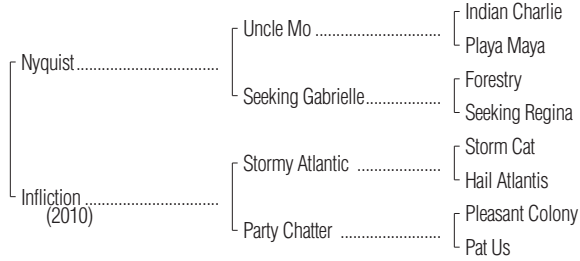 Indian Charlie
Uncle Mo
Playa Maya
Nyquist
Forestry
Seeking Gabrielle
Seeking Regina
Storm Cat
Stormy Atlantic
Hail Atlantis
Infliction
(2010)
Pleasant Colony
Party Chatter
Pat Us